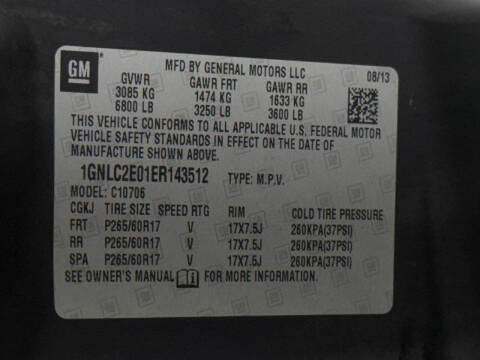 GM
MFD BY GENERAL MOTORS LLC 08/13
GVWR GAWR FRT GAWR RR
3085 KG 1474 KG 1633 KG
6800 LB 3250 LB 3600 LB
THIS VEHICLE CONFORMS TO ALL APPLICABLE U.S. FEDERAL MOTOR
VEHICLE SAFETY STANDARDS IN EFFECT ON THE DATE OF
MANUFACTURE SHOWN ABOVE.
1GNLC2E01ER143512 TYPE: M.P.V.
MODEL: C10706
CGKJ TIRE SIZE SPEED RTG RIM COLD TIRE PRESSURE
FRT P265/60R17 V 17X7.5J 260KPA(37PSI)
RR P265/60R17 V 17X7.5J 260KPA(37PSI)
SPA P265/60R17 V 17X7.5J 260KPA(37PSI)
SEE OWNER'S MANUAL FOR MORE INFORMATION.